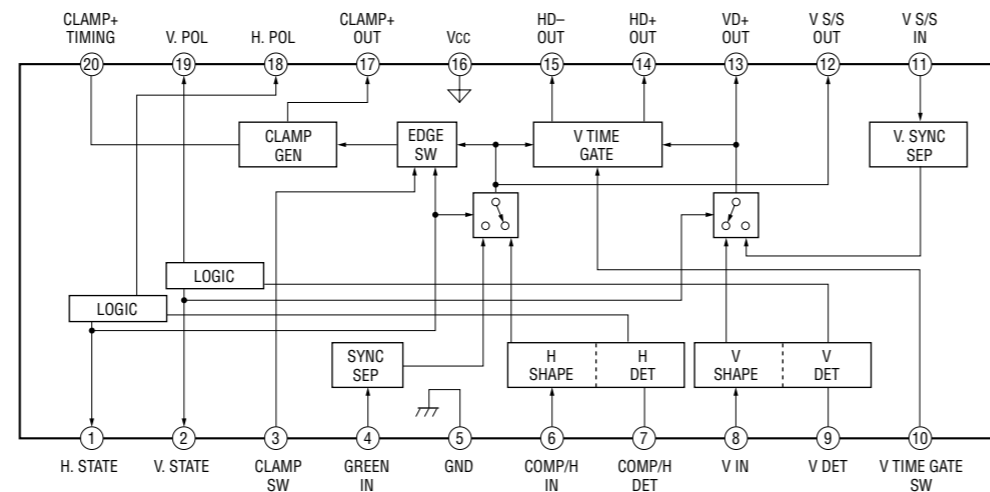 CLAMP+
TIMING
V. POL
H. POL
CLAMP+
OUT
Vcc
HD–
OUT
HD+
OUT
VD+
OUT
V S/S
OUT
V S/S
IN
20
19
18
17
16
15
14
13
12
11
CLAMP
GEN
EDGE
SW
V TIME
GATE
V. SYNC
SEP
LOGIC
LOGIC
SYNC
SEP
H
SHAPE
H
DET
V
SHAPE
V
DET
1
2
3
4
5
6
7
8
9
10
H. STATE
V. STATE
CLAMP
SW
GREEN
IN
GND
COMP/H
IN
COMP/H
DET
V IN
V DET
V TIME GATE
SW